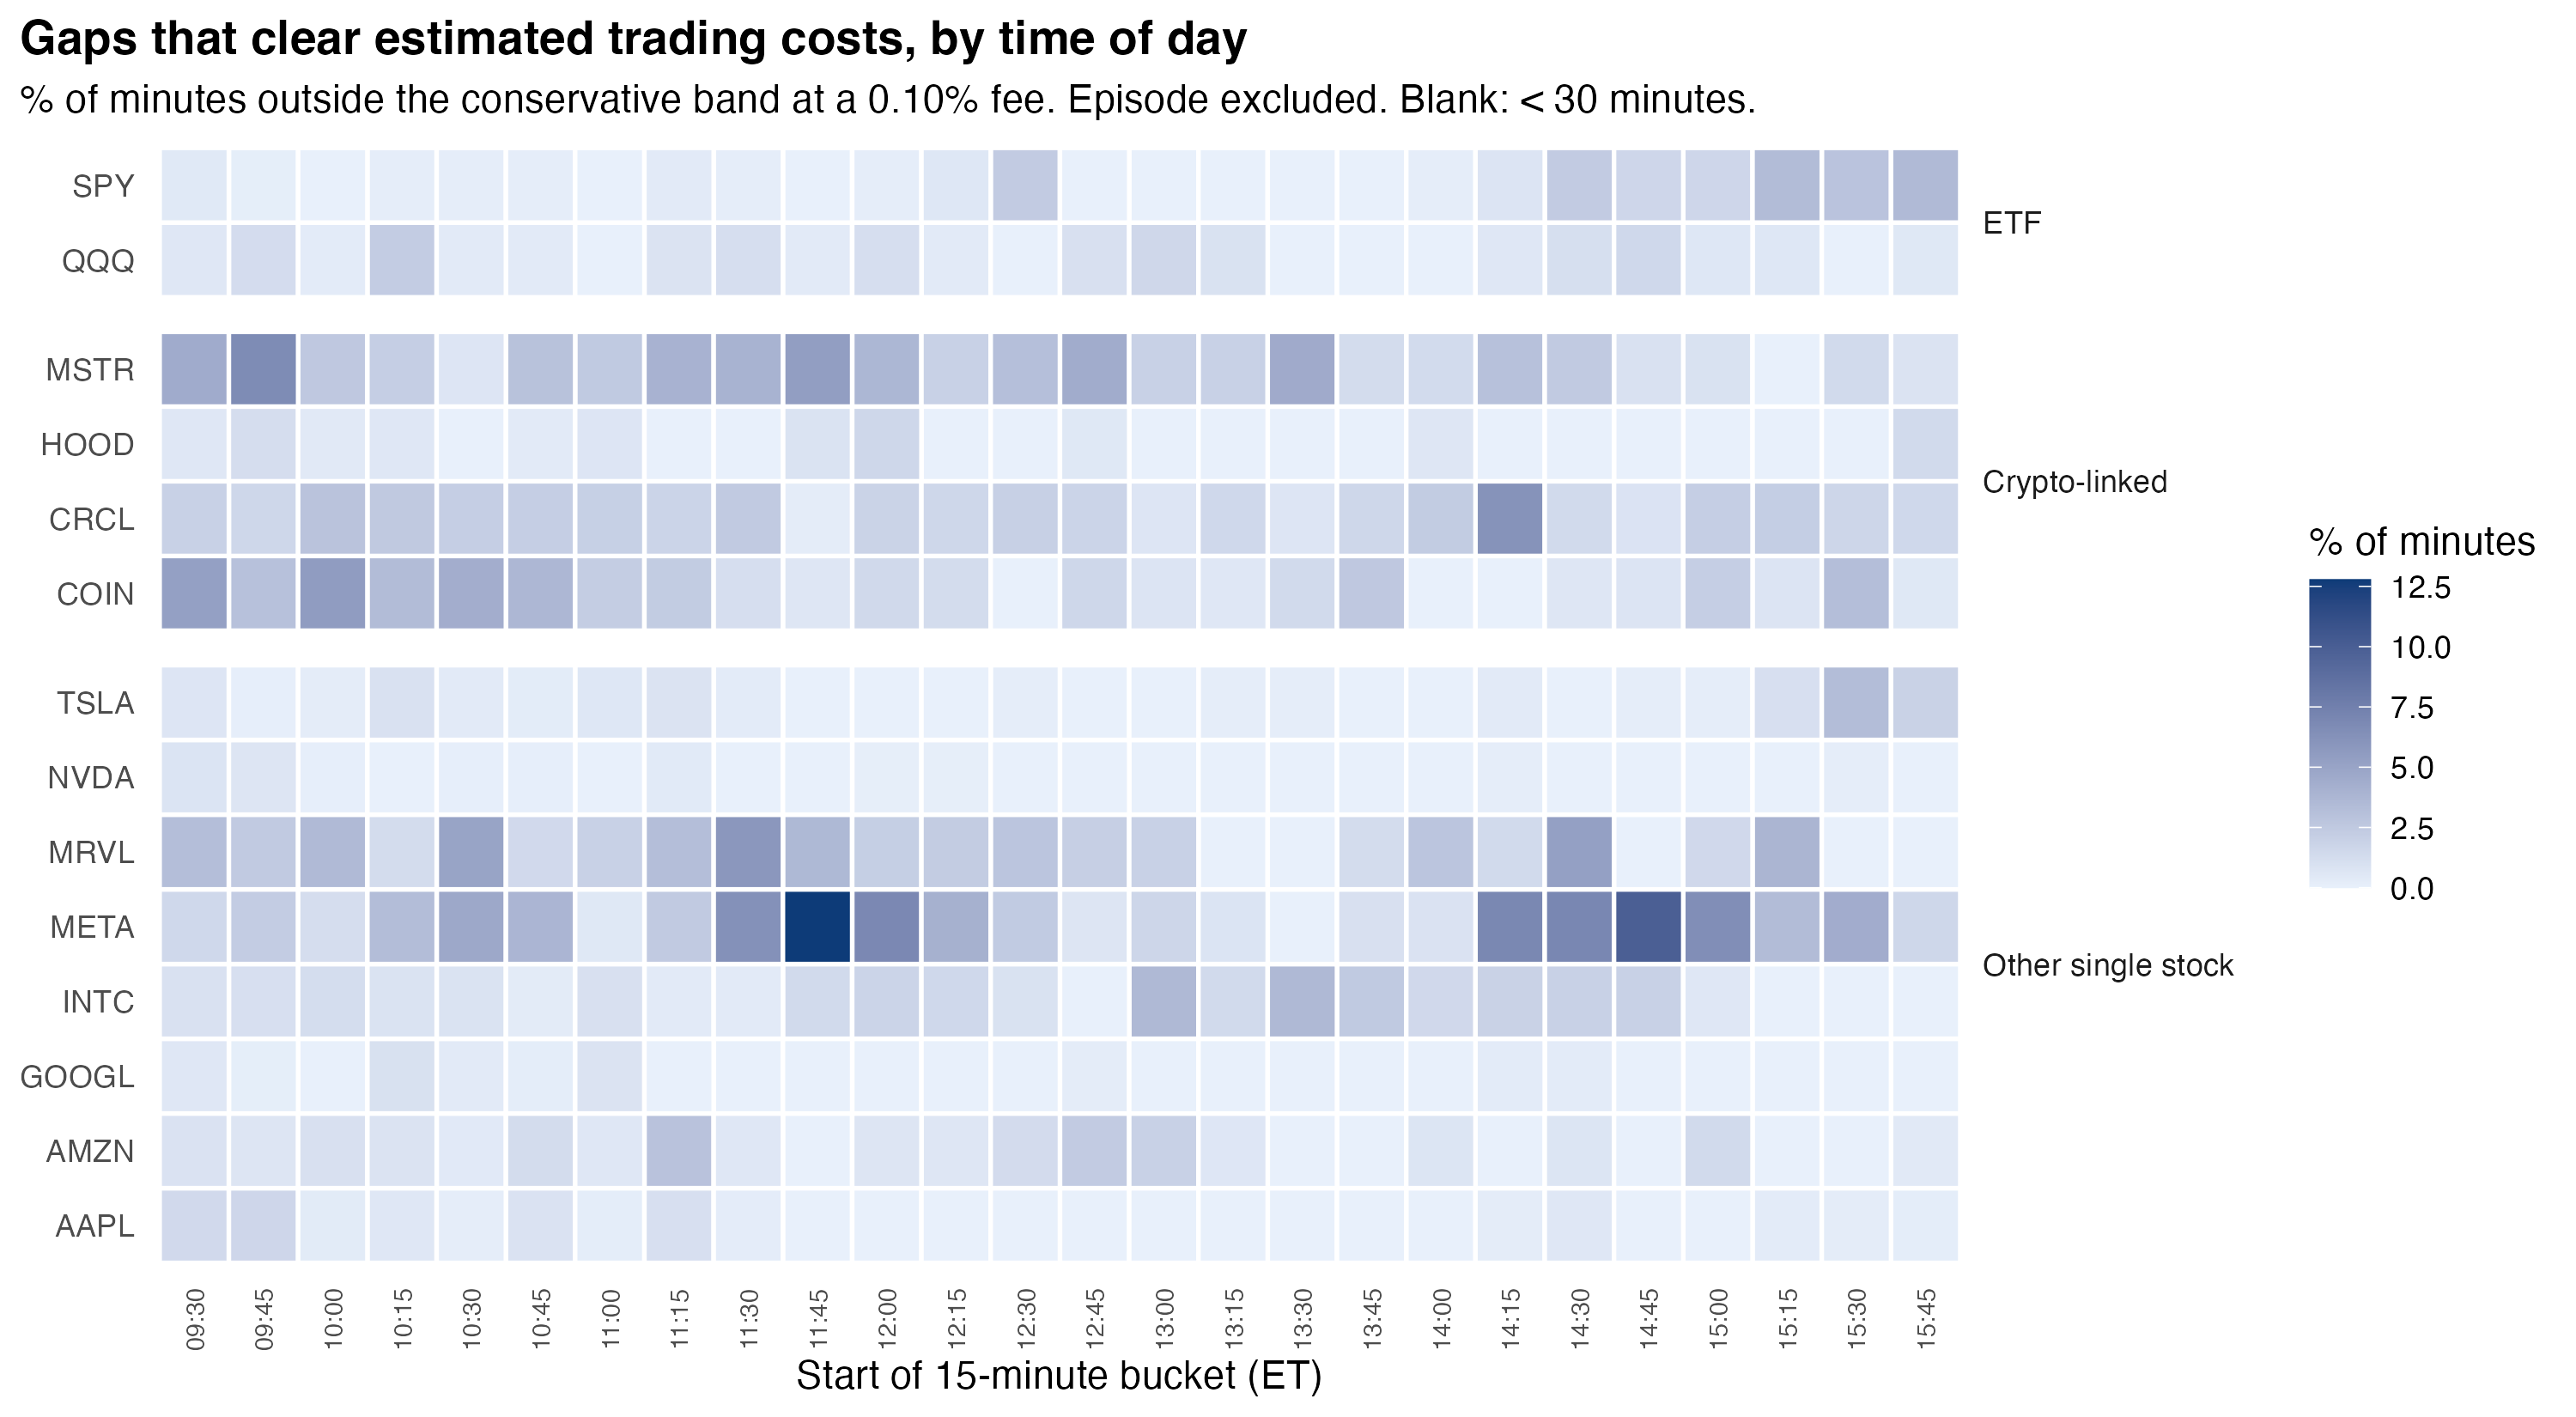 Gaps that clear estimated trading costs, by time of day
% of minutes outside the conservative band at a 0.10% fee. Episode excluded. Blank: < 30 minutes.
SPY
QQQ
ETF
MSTR
HOOD
CRCL
COIN
Crypto-linked
TSLA
NVDA
MRVL
META
INTC
GOOGL
AMZN
AAPL
Other single stock
% of minutes
12.5
10.0
7.5
5.0
2.5
0.0
09:30 09:45 10:00 10:15 10:30 10:45 11:00 11:15 11:30 11:45 12:00 12:15 12:30 12:45 13:00 13:15 13:30 13:45 14:00 14:15 14:30 14:45 15:00 15:15 15:30 15:45
Start of 15-minute bucket (ET)